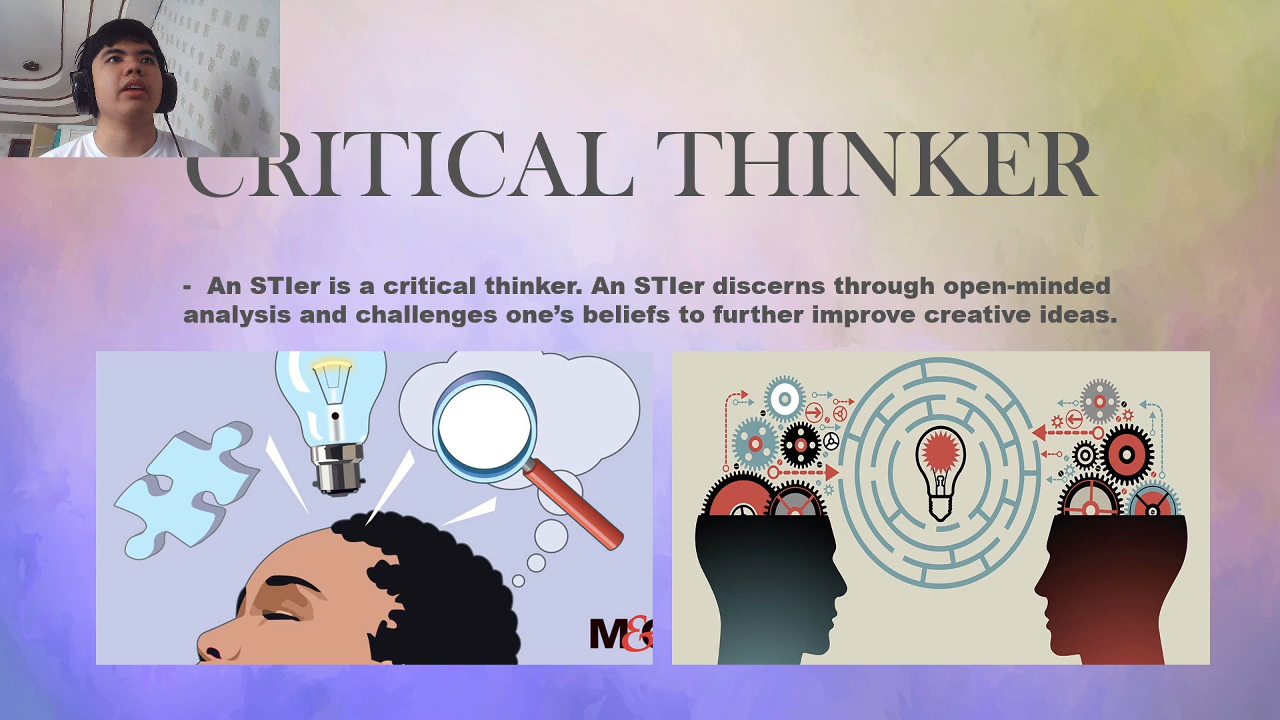 CRITICAL THINKER
- An STIer is a critical thinker. An STIer discerns through open-minded
analysis and challenges one’s beliefs to further improve creative ideas.
M&